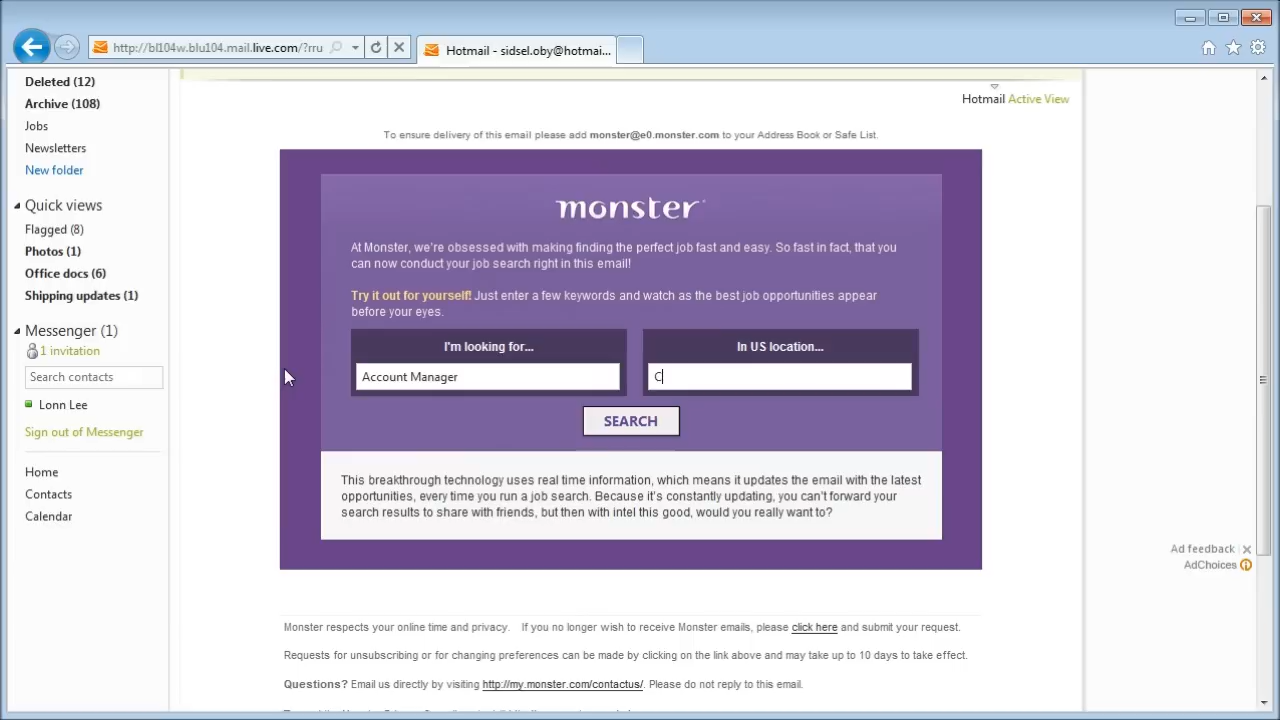 http://bl104w.blu104.mail.live.com/?rru
Hotmail - sidsel.oby@hotmai...
Deleted (12)
Archive (108)
Jobs
Newsletters
New folder
Quick views
Flagged (8)
Photos (1)
Office docs (6)
Shipping updates (1)
Messenger (1)
1 invitation
Search contacts
Lonn Lee
Sign out of Messenger
Home
Contacts
Calendar
Hotmail Active View
To ensure delivery of this email please add monster@e0.monster.com to your Address Book or Safe List.
monster
At Monster, we're obsessed with making finding the perfect job fast and easy. So fast in fact, that you
can now conduct your job search right in this email!
Try it out for yourself! Just enter a few keywords and watch as the best job opportunities appear
before your eyes.
I'm looking for...
In US location...
Account Manager
C
SEARCH
This breakthrough technology uses real time information, which means it updates the email with the latest
opportunities, every time you run a job search. Because it's constantly updating, you can't forward your
search results to share with friends, but then with intel this good, would you really want to?
Ad feedback
AdChoices
Monster respects your online time and privacy. If you no longer wish to receive Monster emails, please click here and submit your request.
Requests for unsubscribing or for changing preferences can be made by clicking on the link above and may take up to 10 days to take effect.
Questions? Email us directly by visiting http://my.monster.com/contactus/. Please do not reply to this email.